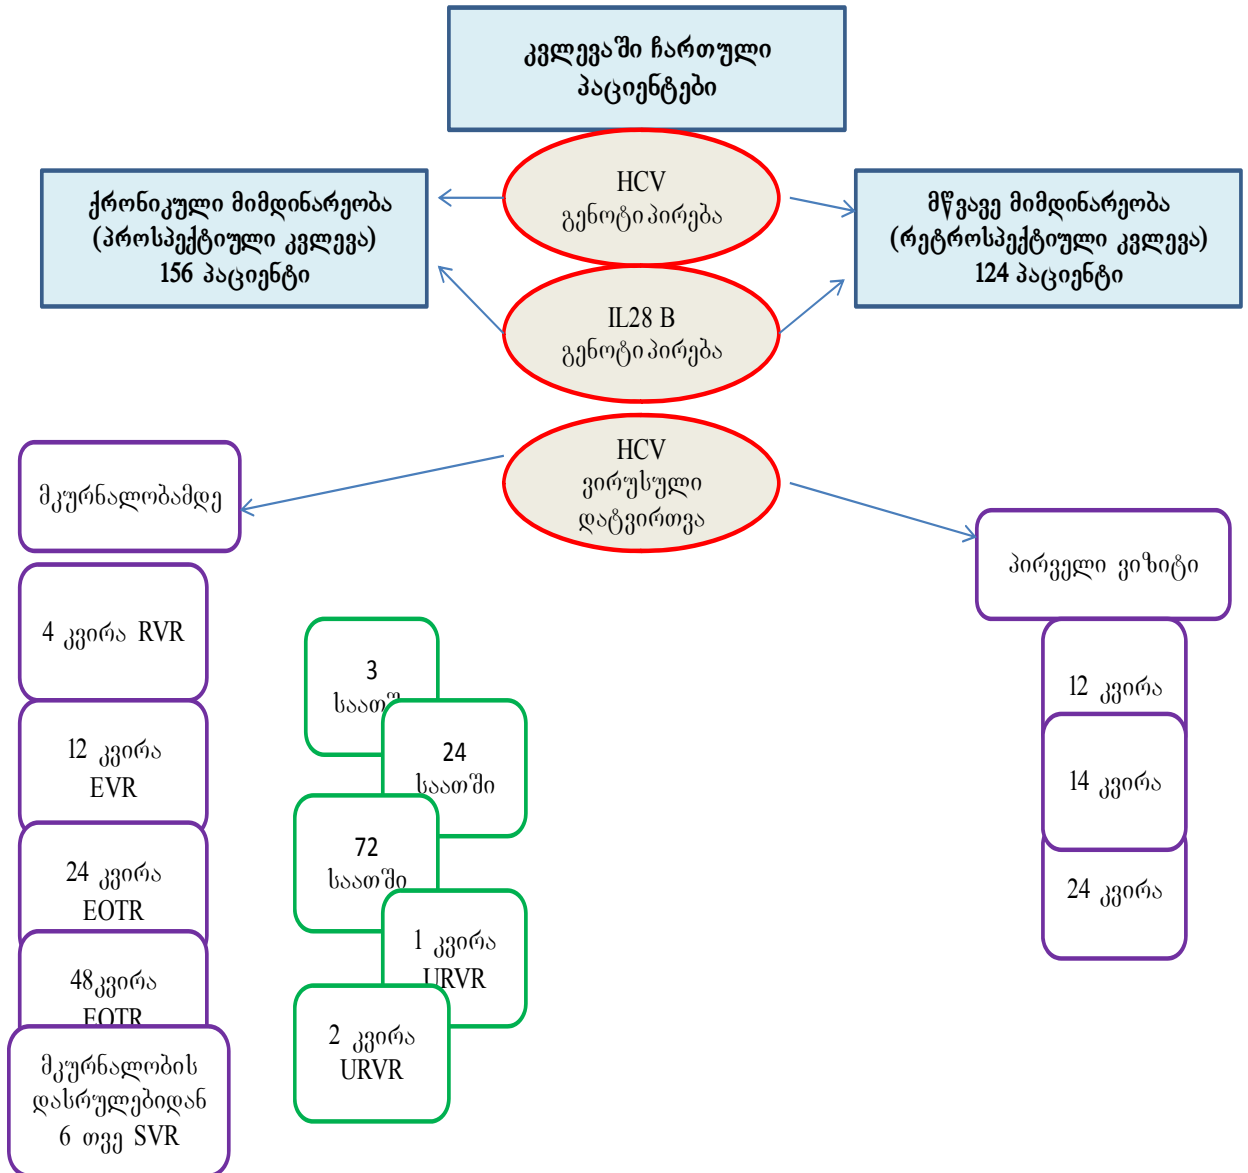 კვლევაში ჩართული
პაციენტები
HCV
გენოტიპირება
ქრონიკული მიმდინარეობა
(პროსპექტიული კვლევა)
156 პაციენტი
მწვავე მიმდინარეობა
(რეტროსპექტიული კვლევა)
124 პაციენტი
IL28 B
გენოტიპირება
HCV
ვირუსული
დატვირთვა
მკურნალობამდე
4 კვირა RVR
12 კვირა
EVR
24 კვირა
EOTR
48კვირა
EOTR
მკურნალობის
დასრულებიდან
6 თვე SVR
3
საათში
24
საათში
72
საათში
1 კვირა
URVR
2 კვირა
URVR
პირველი ვიზიტი
12 კვირა
14 კვირა
24 კვირა